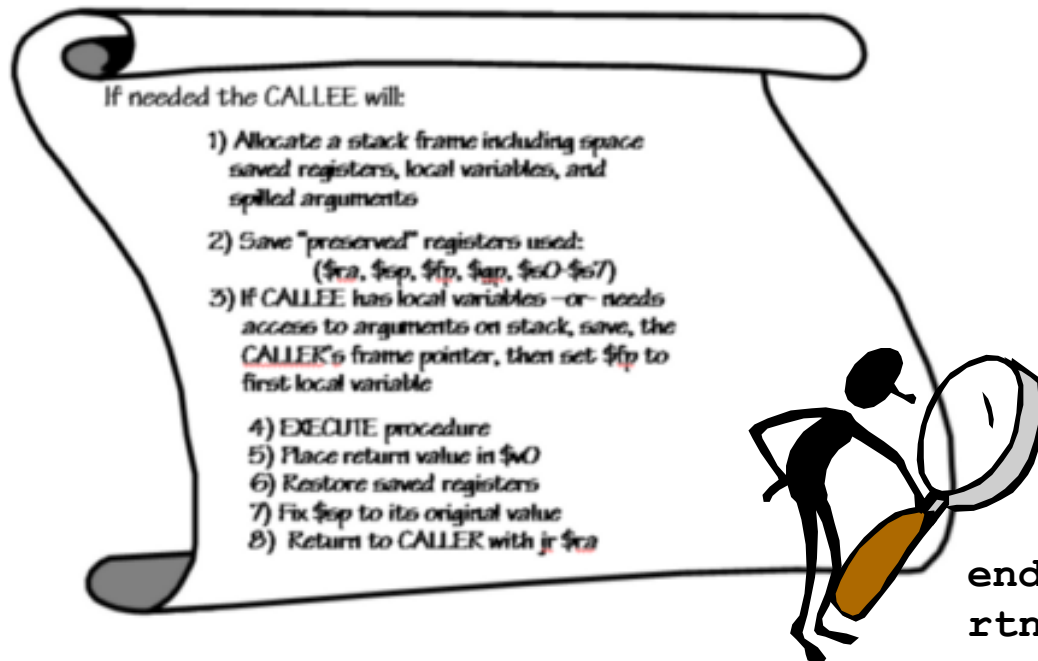 If needed the CALLEE will:
1) Allocate a stack frame including space
saved registers, local variables, and
spilled arguments
2) Save "preserved" registers used:
($ra, $sp, $fp, $gp, $s0-$s7)
3) If CALLEE has local variables -or- needs
access to arguments on stack, save, the
CALLER's frame pointer, then set $fp to
first local variable
4) EXECUTE procedure
5) Place return value in $v0
6) Restore saved registers
7) Fix $sp to its original value
8) Return to CALLER with jr $ra
end
rtn